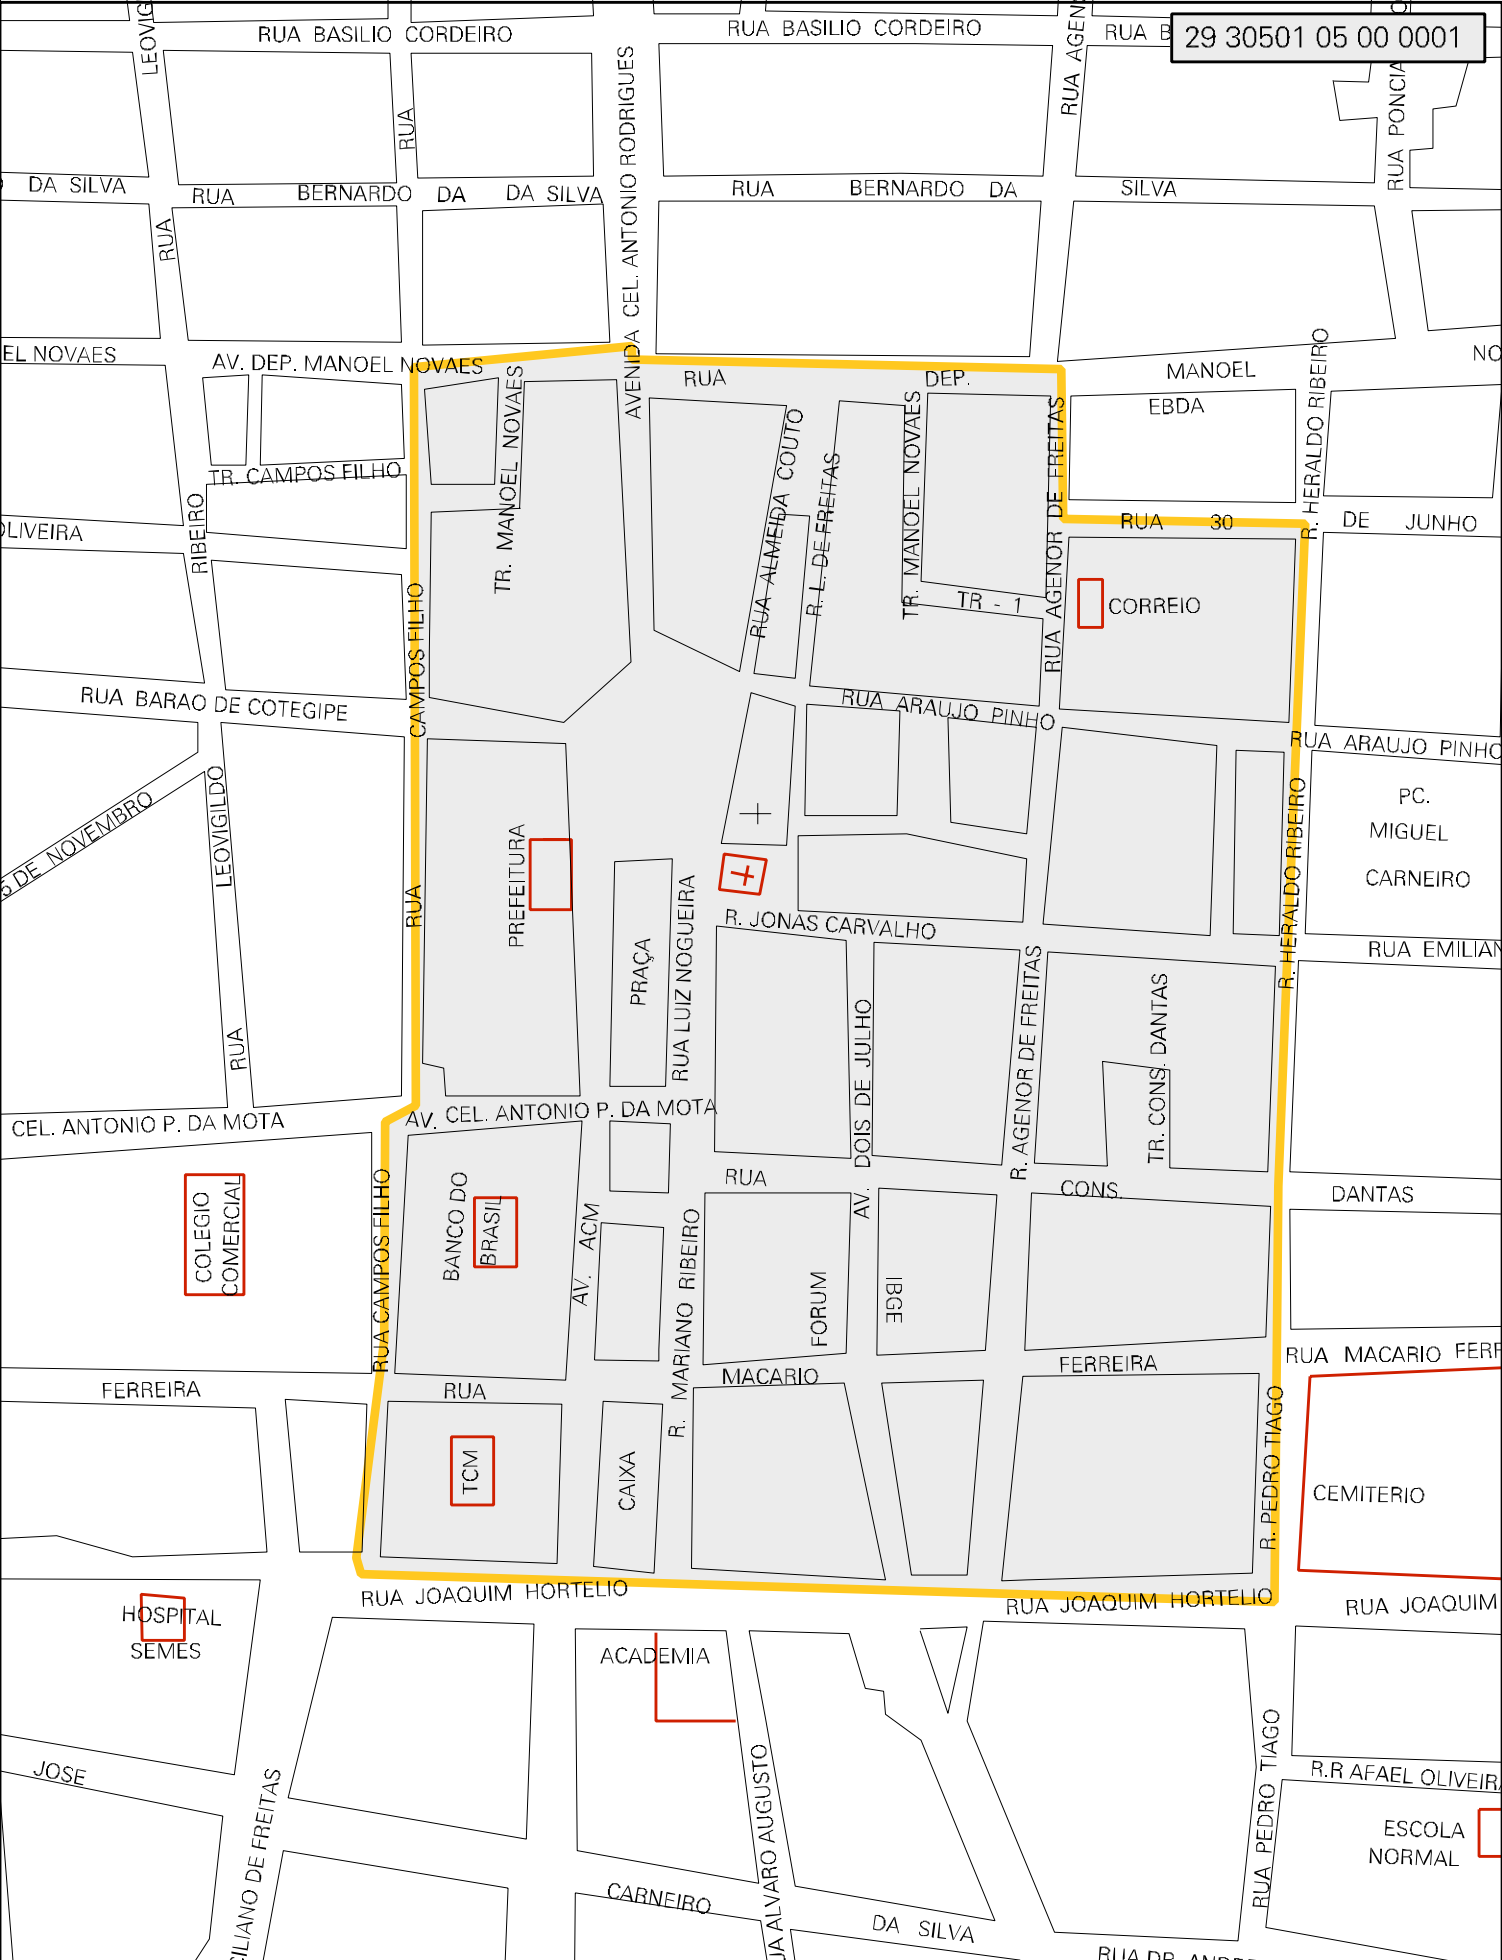 LEOVIG
RUA BASILIO CORDEIRO
RUA BASILIO CORDEIRO
RUA AGEN
RUA B
29 30501 05 00 0001
RUA PONCIA
RUA
AVENIDA CEL. ANTONIO RODRIGUES
DA SILVA
RUA BERNARDO DA DA SILVA
RUA BERNARDO DA SILVA
RUA
EL NOVAES
AV. DEP. MANOEL NOVAES
RUA DEP. MANOEL
NO
EBDA
R. HERALDO RIBEIRO
TR. MANOEL NOVAES
RUA ALMEIDA COUTO
R. L. DE FREITAS
TR. MANOEL NOVAES
RUA AGENOR DE FREITAS
TR. CAMPOS FILHO
RIBEIRO
OLIVEIRA
RUA 30 DE JUNHO
TR - 1
CORREIO
RUA CAMPOS FILHO
RUA BARAO DE COTEGIPE
RUA ARAUJO PINHO
RUA ARAUJO PINHO
5 DE NOVEMBRO
RUA LEOVIGILDO
PREFEITURA
PC.
MIGUEL
CARNEIRO
R. HERALDO RIBEIRO
R. JONAS CARVALHO
RUA EMILIAN
PRAÇA
RUA LUIZ NOGUEIRA
AV. DOIS DE JULHO
R. AGENOR DE FREITAS
TR. CONS. DANTAS
CEL. ANTONIO P. DA MOTA
AV. CEL. ANTONIO P. DA MOTA
RUA CONS. DANTAS
COLEGIO
COMERCIAL
RUA CAMPOS FILHO
BANCO DO
BRASIL
AV. ACM
R. MARIANO RIBEIRO
FORUM
IBGE
FERREIRA
RUA MACARIO FERREIRA
RUA MACARIO FERR
TCM
CAIXA
R. PEDRO TIAGO
CEMITERIO
RUA JOAQUIM HORTELIO
RUA JOAQUIM HORTELIO
RUA JOAQUIM
HOSPITAL
SEMES
ACADEMIA
JOSE
CILIANO DE FREITAS
UA ALVARO AUGUSTO
RUA PEDRO TIAGO
R.R AFAEL OLIVEIRA
ESCOLA
NORMAL
CARNEIRO
DA SILVA
RUA DR. ANDRE